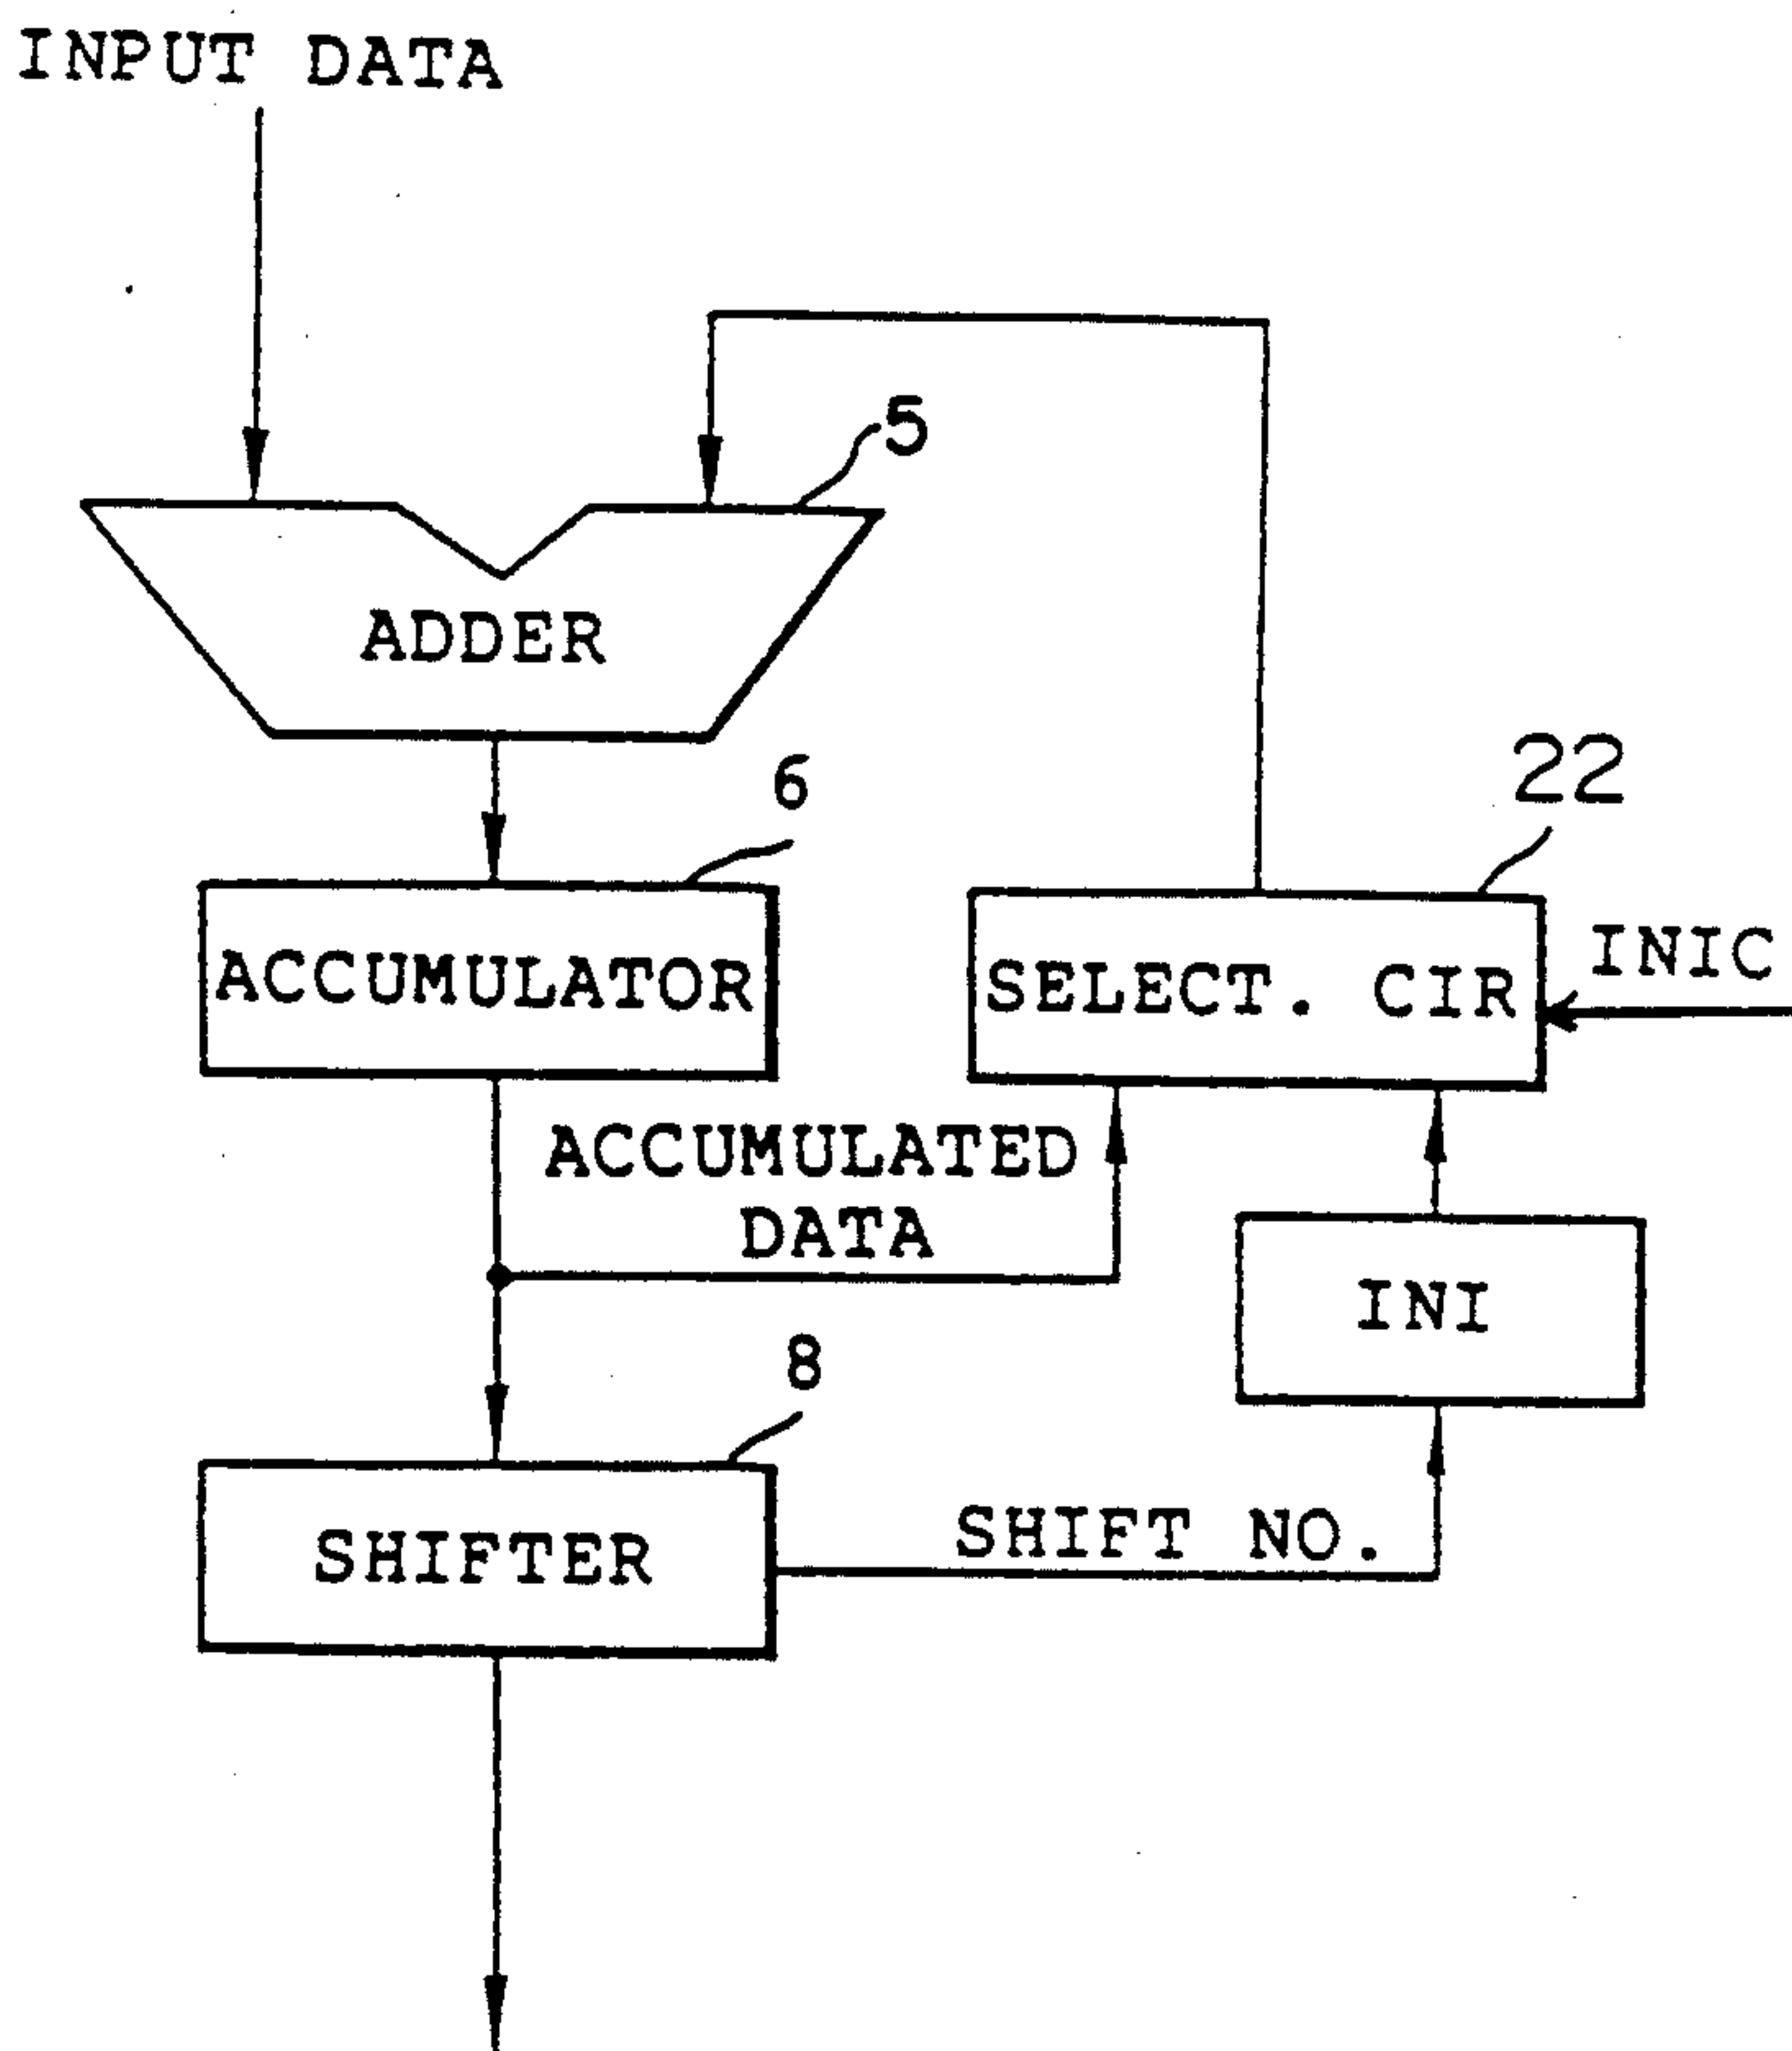 INPUT DATA
5
ADDER
6
22
ACCUMULATOR
SELECT. CIR
INIC
ACCUMULATED
DATA
INI
8
SHIFTER
SHIFT NO.